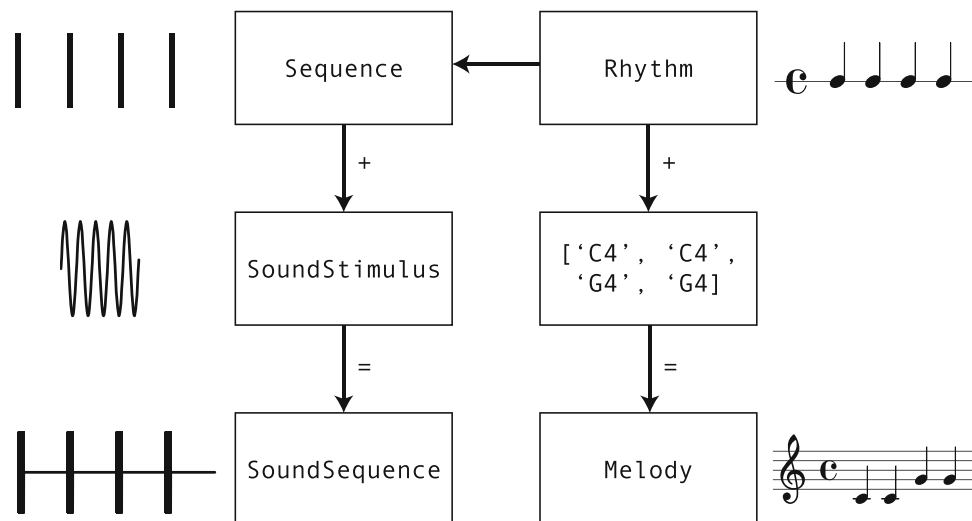 Sequence
Rhythm
+
+
SoundStimulus
[‘C4’, ‘C4’,
‘G4’, ‘G4]
=
=
SoundSequence
Melody